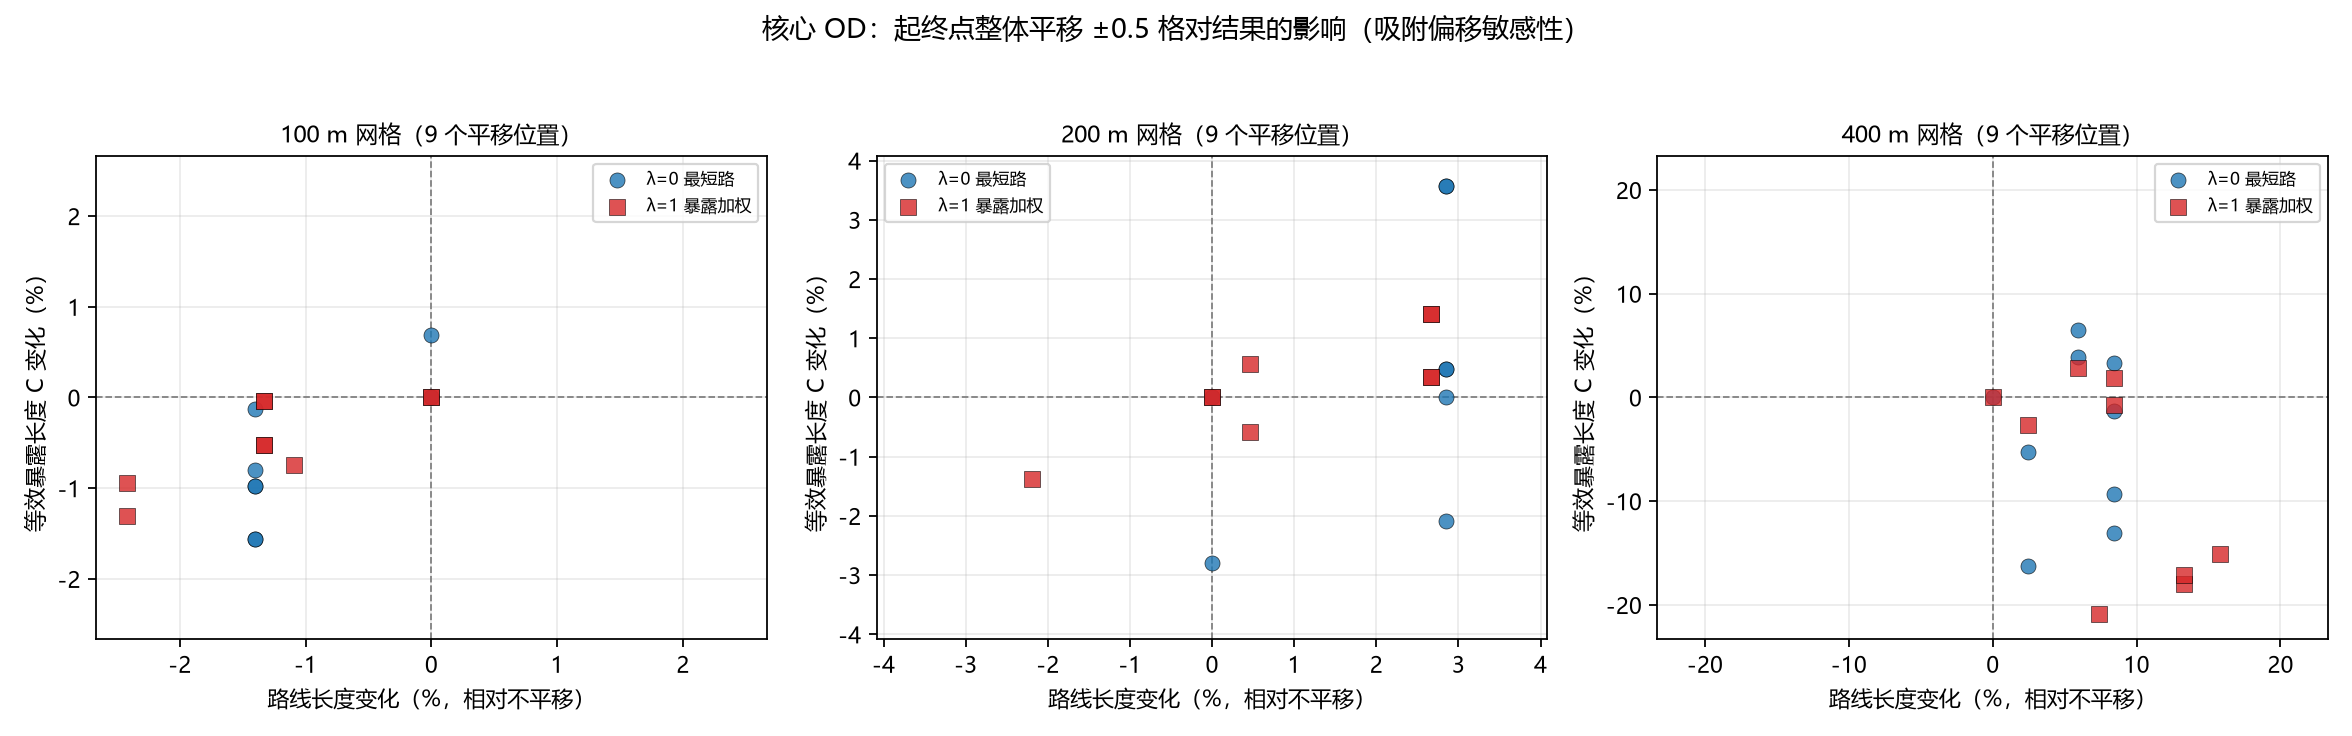 核心 OD：起终点整体平移 ±0.5 格对结果的影响（吸附偏移敏感性）
100 m 网格（9 个平移位置）
λ=0 最短路
λ=1 暴露加权
等效暴露长度 C 变化（%）
2
1
0
-1
-2
-2
-1
0
1
2
路线长度变化（%，相对不平移）
200 m 网格（9 个平移位置）
λ=0 最短路
λ=1 暴露加权
等效暴露长度 C 变化（%）
4
3
2
1
0
-1
-2
-3
-4
-4
-3
-2
-1
0
1
2
3
4
路线长度变化（%，相对不平移）
400 m 网格（9 个平移位置）
λ=0 最短路
λ=1 暴露加权
等效暴露长度 C 变化（%）
20
10
0
-10
-20
-20
-10
0
10
20
路线长度变化（%，相对不平移）